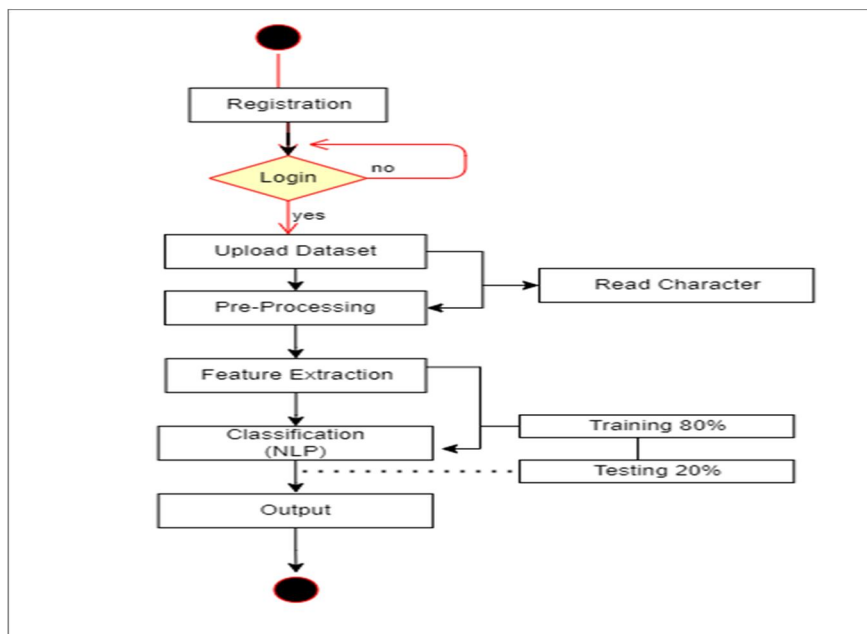 Registration
no
Login
yes
Upload Dataset
Read Character
Pre-Processing
Feature Extraction
Training 80%
Classification
(NLP)
Testing 20%
Output